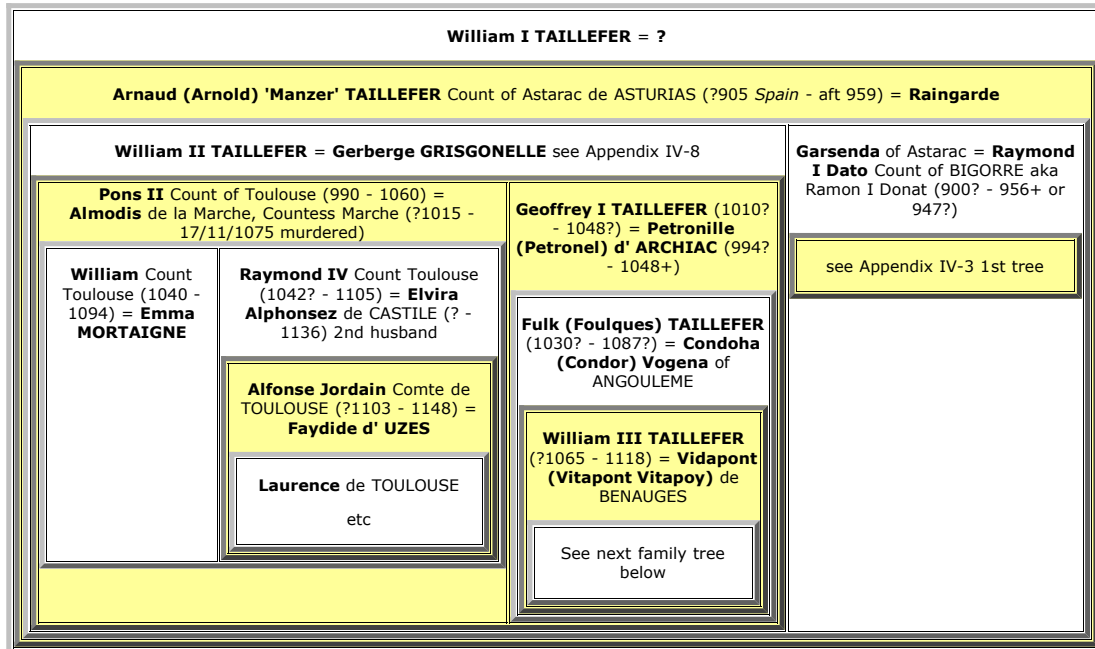 William I TAILLEFER = ?
Arnaud (Arnold) 'Manzer' TAILLEFER Count of Astarac de ASTURIAS (?905 Spain - aft 959) = Raingarde
William II TAILLEFER = Gerberge GRISGONELLE see Appendix IV-8
Pons II Count of Toulouse (990 - 1060) =
Almodis de la Marche, Countess Marche (?1015 -
17/11/1075 murdered)
William Count
Toulouse (1040 -
1094) = Emma
MORTAIGNE
Raymond IV Count Toulouse
(1042? - 1105) = Elvira
Alphonsez de CASTILE (? -
1136) 2nd husband
Alfonse Jordain Comte de
TOULOUSE (?1103 - 1148) =
Faydide d' UZES
Laurence de TOULOUSE
etc
Geoffrey I TAILLEFER (1010?
- 1048?) = Petronille
(Petronel) d' ARCHIAC (994?
- 1048+)
Fulk (Foulques) TAILLEFER
(1030? - 1087?) = Condoha
(Condor) Vogena of
ANGOULEME
William III TAILLEFER
(?1065 - 1118) = Vidapont
(Vitapont Vitapoy) de
BENAUGES
See next family tree
below
Garsenda of Astarac = Raymond
I Dato Count of BIGORRE aka
Ramon I Donat (900? - 956+ or
947?)
see Appendix IV-3 1st tree